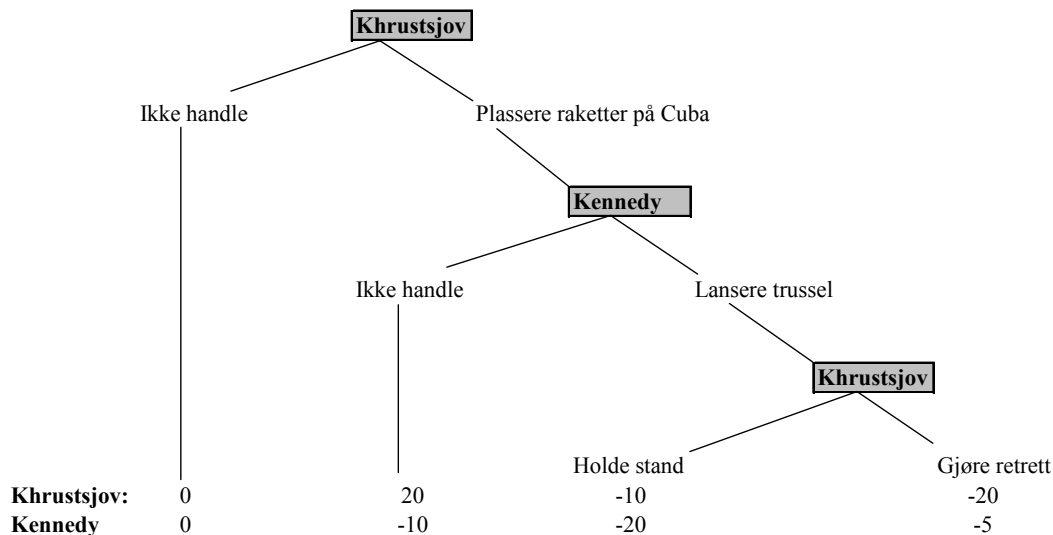 Khrustsjov
Ikke handle Plassere raketter på Cuba
Kennedy
Ikke handle Lansere trussel
Khrustsjov
Holde stand Gjøre retrett
Khrustsjov: 0 20 -10 -20
Kennedy 0 -10 -20 -5